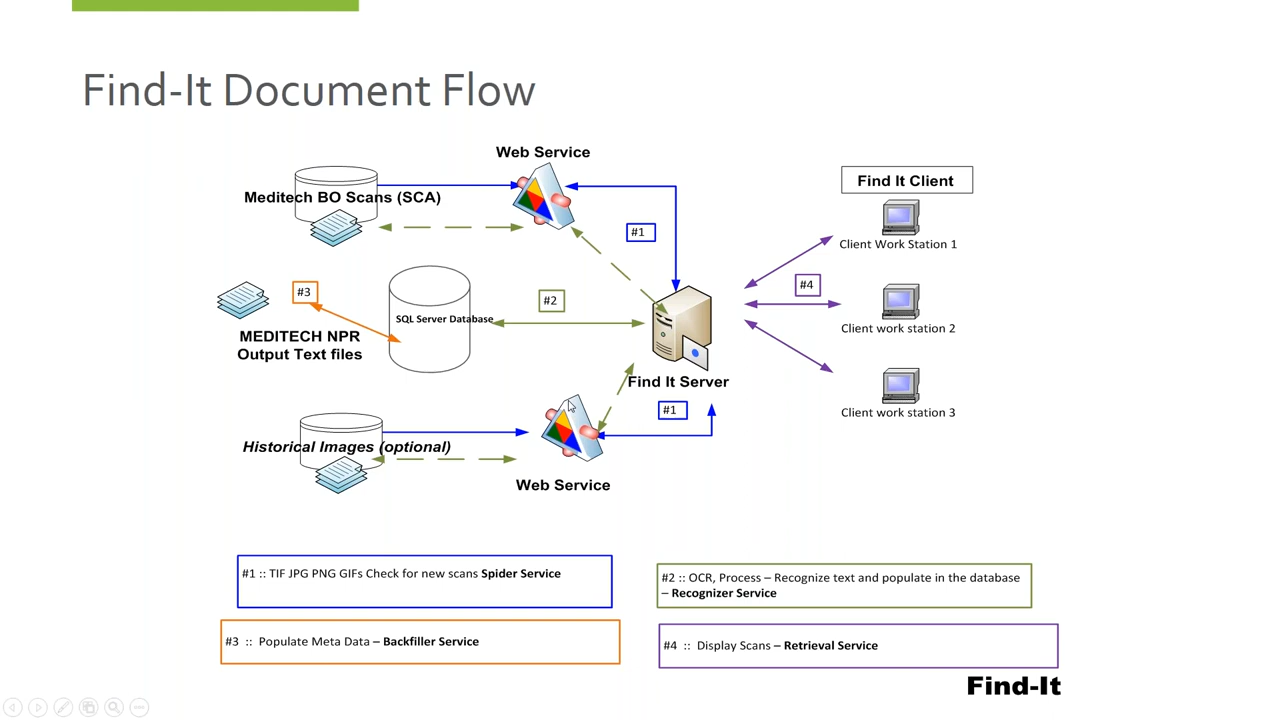 Find-It Document Flow
Web Service
Meditech BO Scans (SCA)
#1
Find It Client
Client Work Station 1
#3
#2
#4
SQL Server Database
MEDITECH NPR
Output Text files
Client work station 2
Find It Server
#1
Client work station 3
Historical Images (optional)
Web Service
#1 :: TIF JPG PNG GIFs Check for new scans Spider Service
#2 :: OCR, Process – Recognize text and populate in the database
– Recognizer Service
#3 :: Populate Meta Data – Backfiller Service
#4 :: Display Scans – Retrieval Service
Find-It